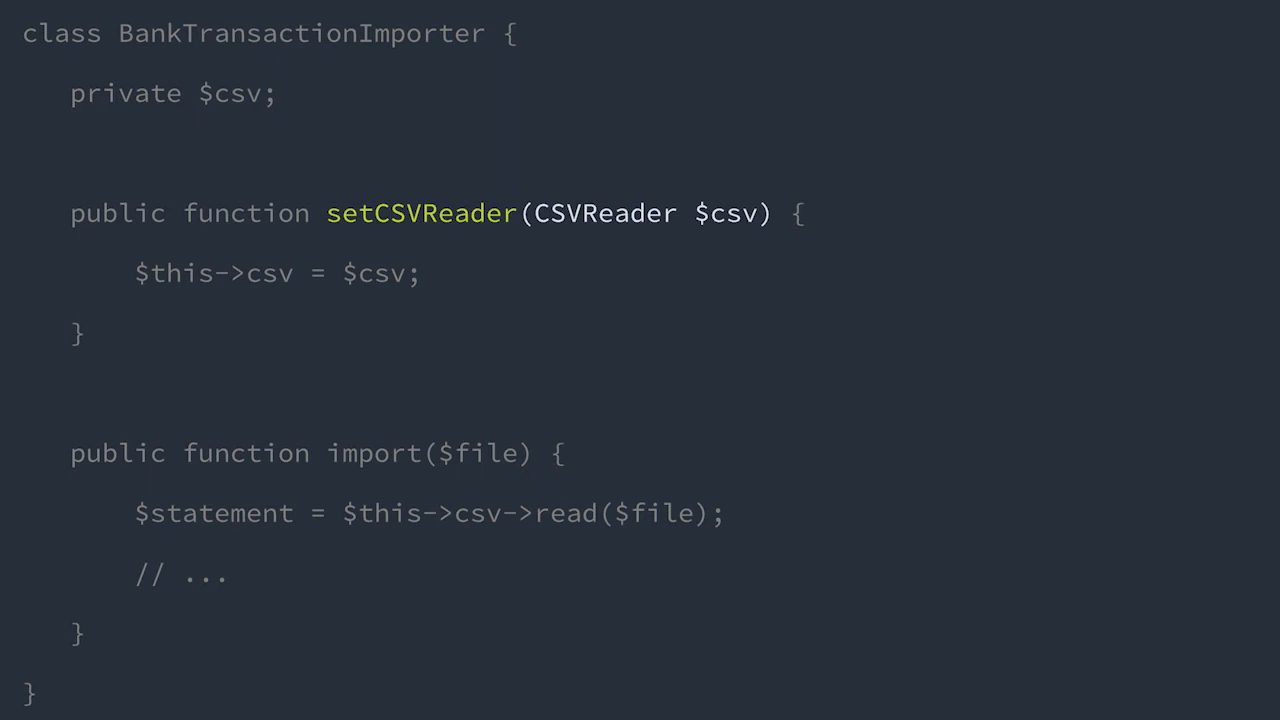 class BankTransactionImporter {
private $csv;
public function setCSVReader(CSVReader $csv) {
$this->csv = $csv;
}
public function import($file) {
$statement = $this->csv->read($file);
// ...
}
}